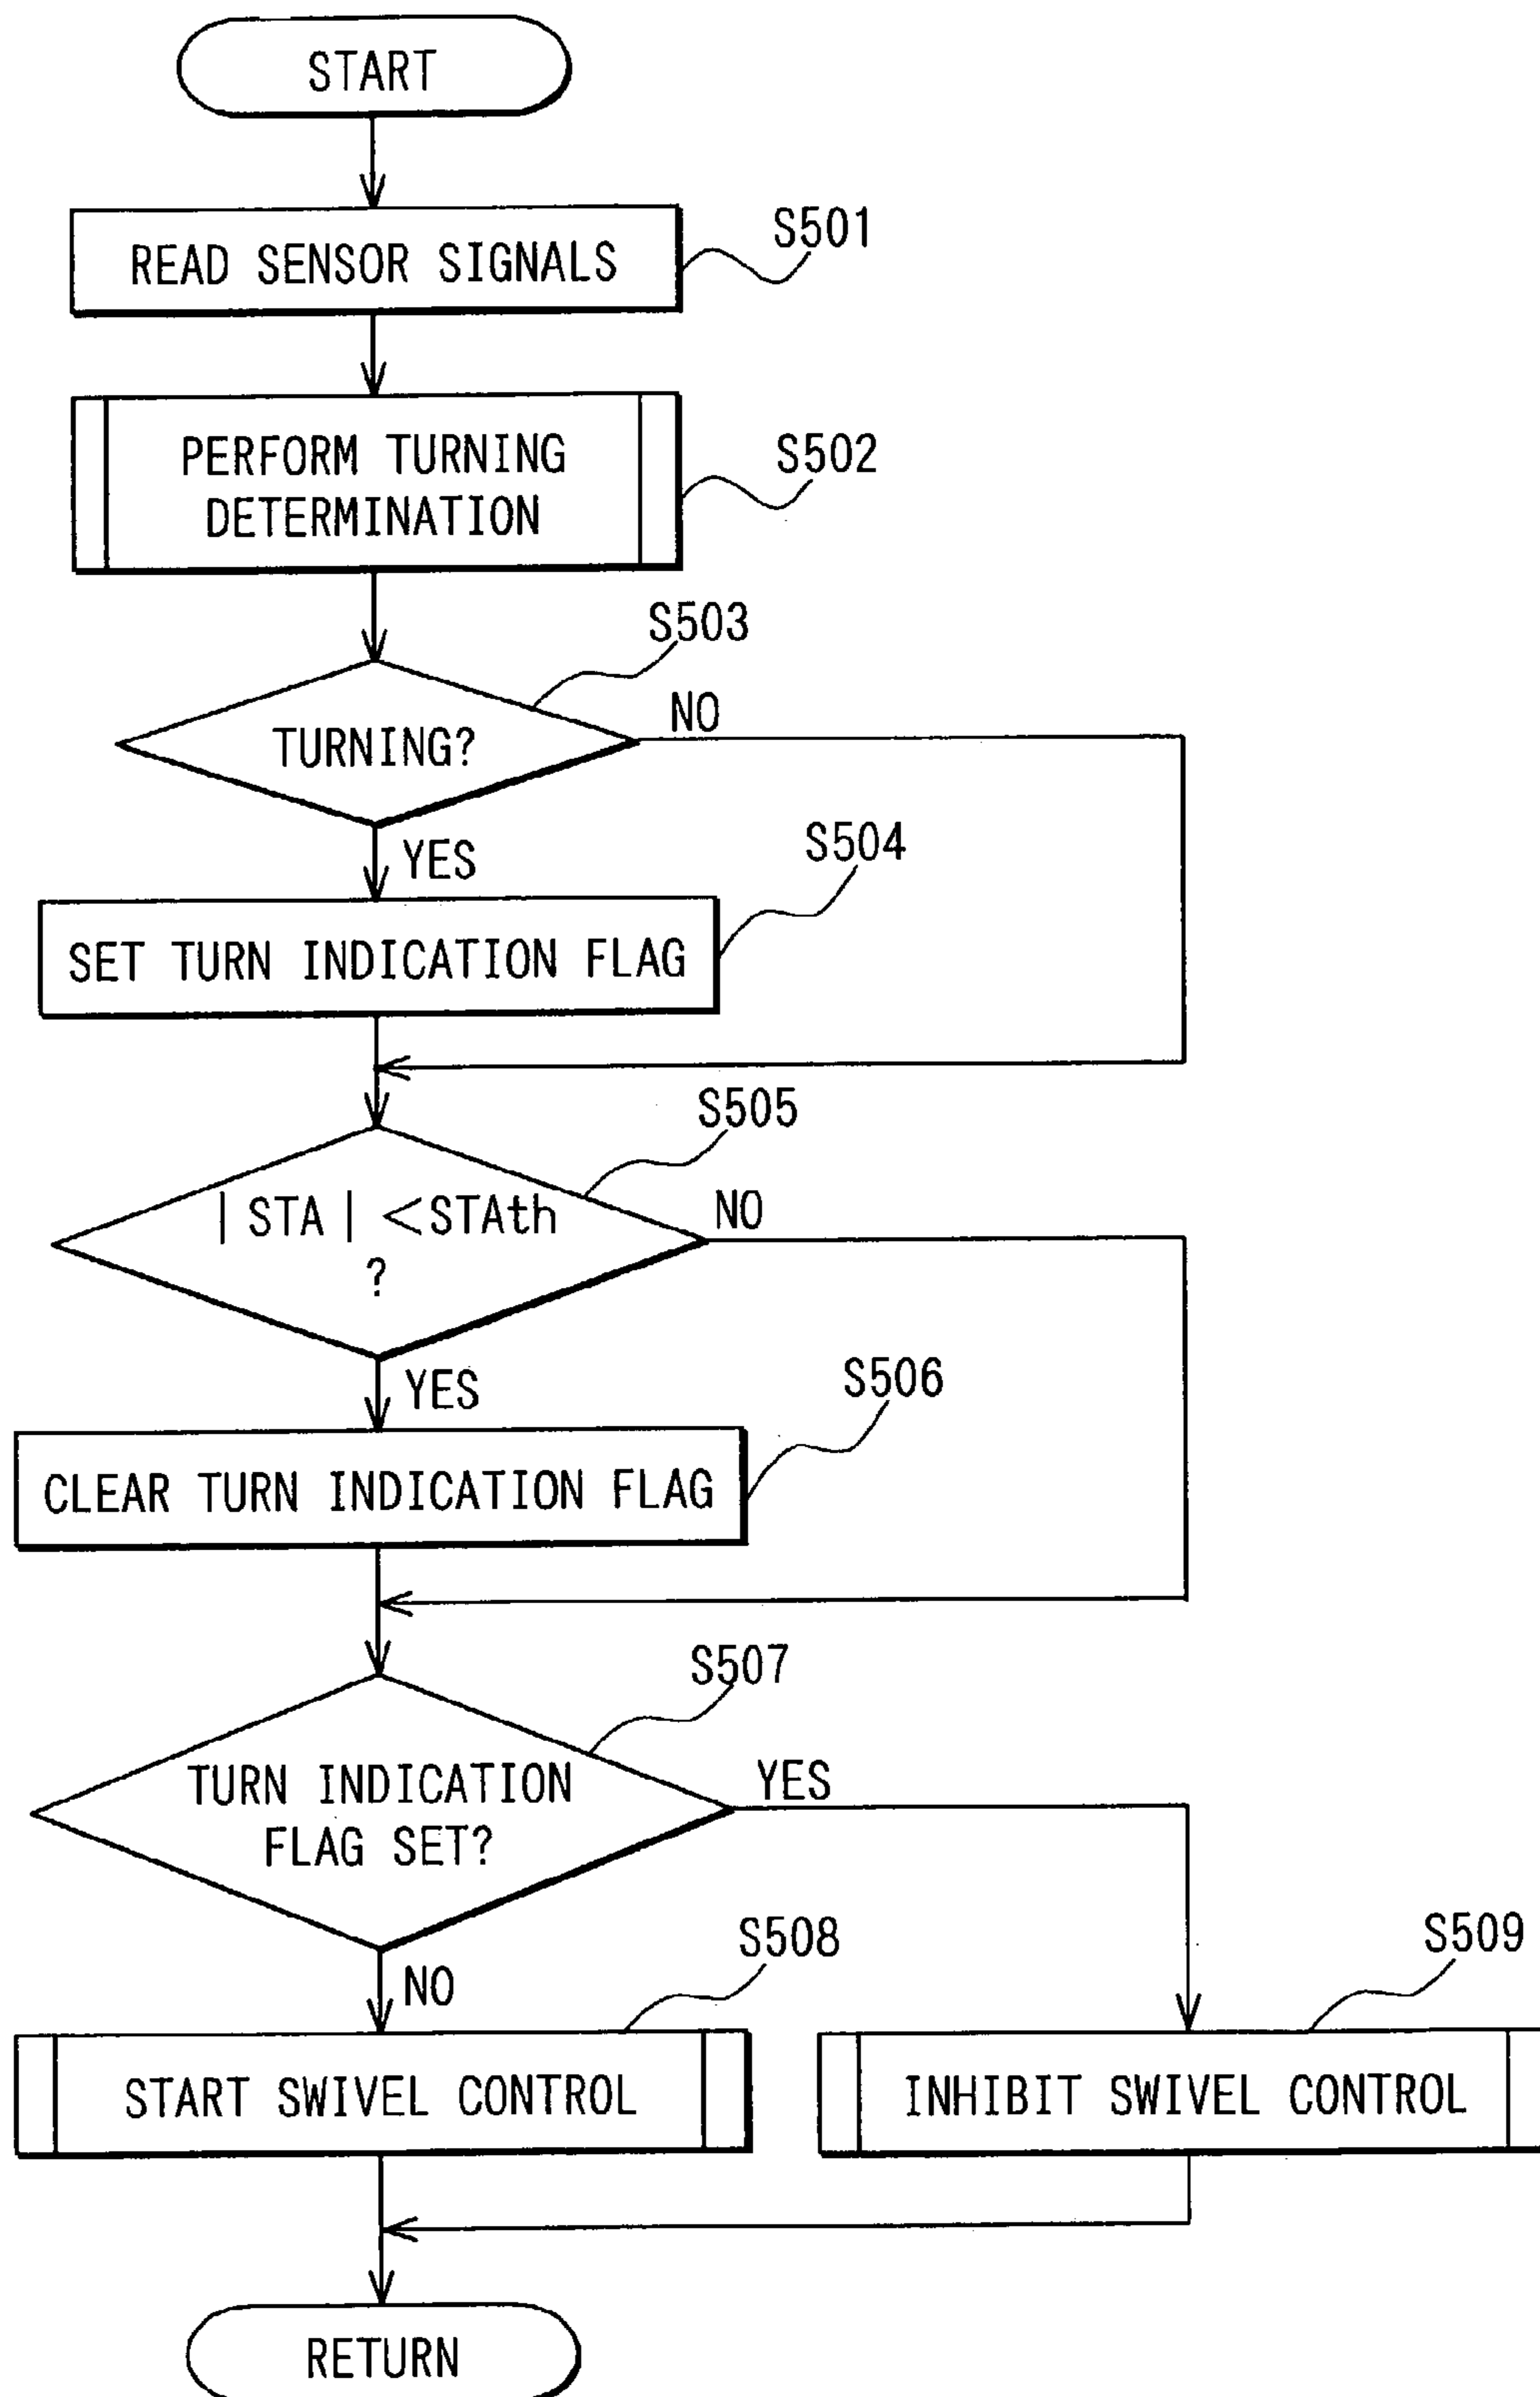 START
S501
READ SENSOR SIGNALS
S502
PERFORM TURNING
DETERMINATION
S503
NO
TURNING?
YES
S504
SET TURN INDICATION FLAG
S505
NO
| STA | <STAth
?
YES
S506
CLEAR TURN INDICATION FLAG
S507
YES
TURN INDICATION
FLAG SET?
NO
S508
S509
START SWIVEL CONTROL
INHIBIT SWIVEL CONTROL
RETURN